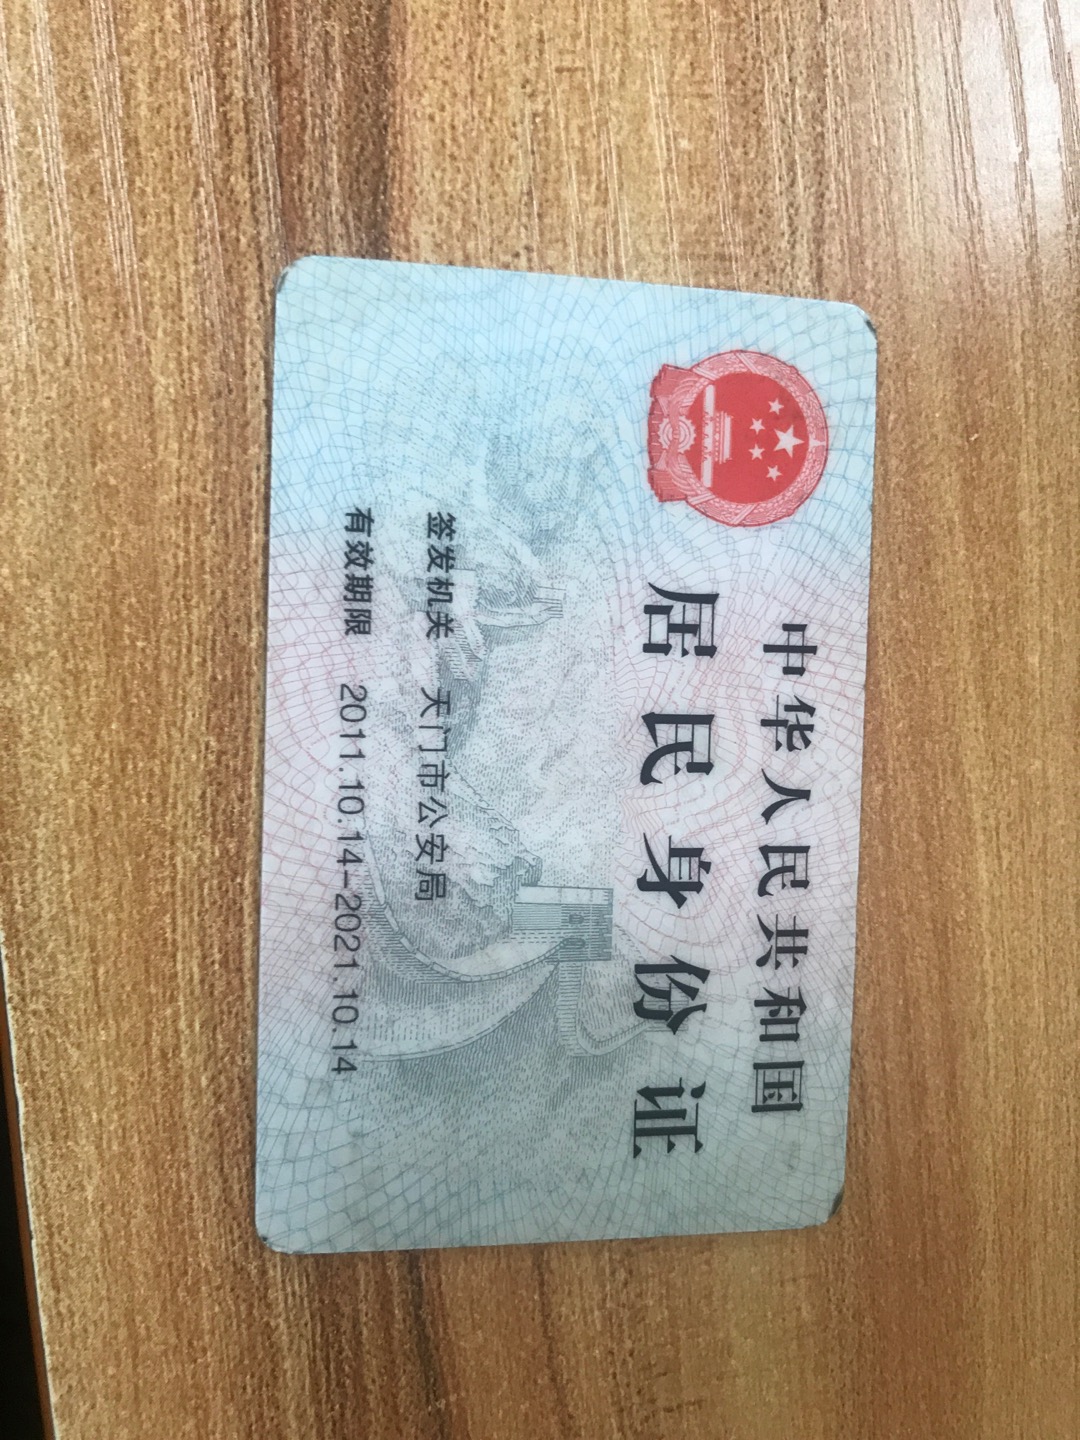 中华人民共和国
居民身份证
签发机关 天门市公安局
有效期限 2011.10.14-2021.10.14